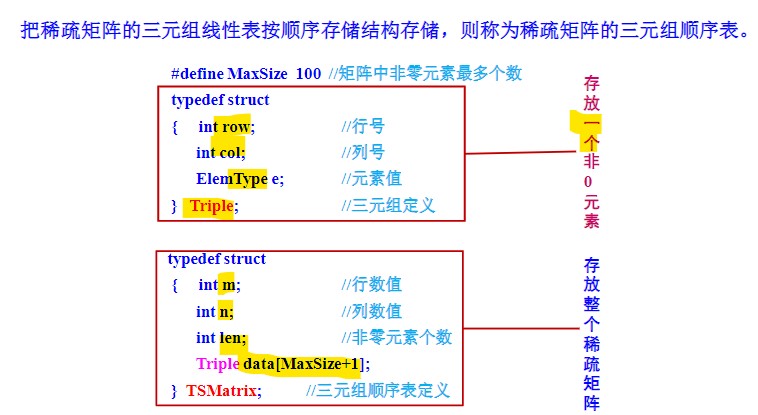 把稀疏矩阵的三元组线性表按顺序存储结构存储，则称为稀疏矩阵的三元组顺序表。
#define MaxSize 100 //矩阵中非零元素最多个数
typedef struct
{ int row; //行号
int col; //列号
ElemType e; //元素值
} Triple; //三元组定义
存放一个非0元素
typedef struct
{ int m; //行数值
int n; //列数值
int len; //非零元素个数
Triple data[MaxSize+1];
} TSMatrix; //三元组顺序表定义
存放整个稀疏矩阵